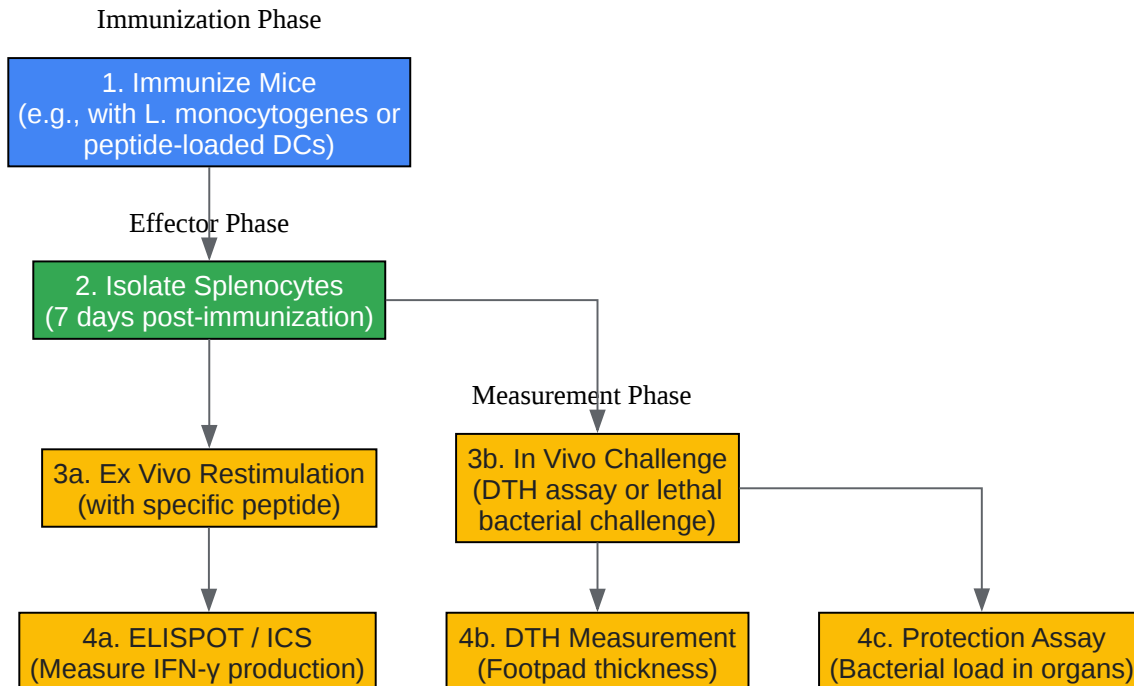 Immunization Phase
1. Immunize Mice
(e.g., with L. monocytogenes or
peptide-loaded DCs)
Effector Phase
2. Isolate Splenocytes
(7 days post-immunization)
Measurement Phase
3a. Ex Vivo Restimulation
(with specific peptide)
3b. In Vivo Challenge
(DTH assay or lethal
bacterial challenge)
4a. ELISPOT / ICS
(Measure IFN-γ production)
4b. DTH Measurement
(Footpad thickness)
4c. Protection Assay
(Bacterial load in organs)